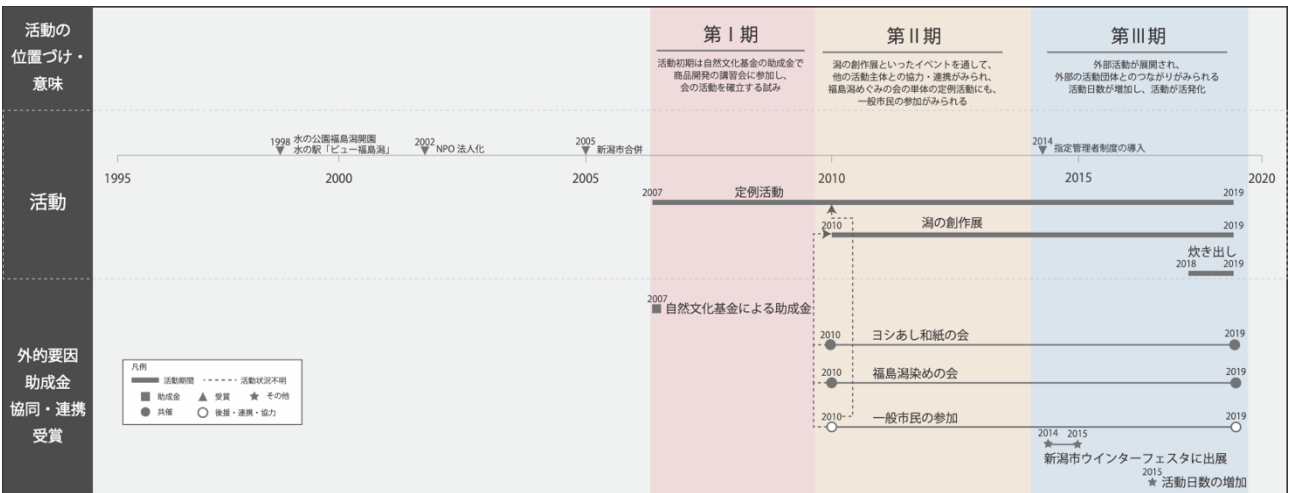 活動の
位置づけ・
意味
第Ⅰ期
活動初期は自然文化基金の助成金で
商品開発の講習会に参加し、
会の活動を確立する試み
第Ⅱ期
潟の創作展といったイベントを通して、
他の活動主体との協力・連携がみられ、
福島潟めぐみの会の単体の定例活動にも、
一般市民の参加がみられる
第Ⅲ期
外部活動が展開され、
外部の活動団体とのつながりがみられる
活動日数が増加し、活動が活発化
活動
1998 水の公園福島潟開園
水の駅「ビュー福島潟」
2002 NPO 法人化
2005 新潟市合併
2014 指定管理者制度の導入
1995 2000 2005 2010 2015 2020
2007 定例活動 2019
2010 潟の創作展 2019
炊き出し
2018 2019
外的要因
助成金
協同・連携
受賞
2007
自然文化基金による助成金
2010 ヨシあし和紙の会 2019
2010 福島潟染めの会 2019
2010 一般市民の参加 2019
2014 2015
新潟市ウインターフェスタに出展
2015
活動日数の増加
凡例
活動期間 活動状況不明
助成金 受賞 その他
共催 後援・連携・協力